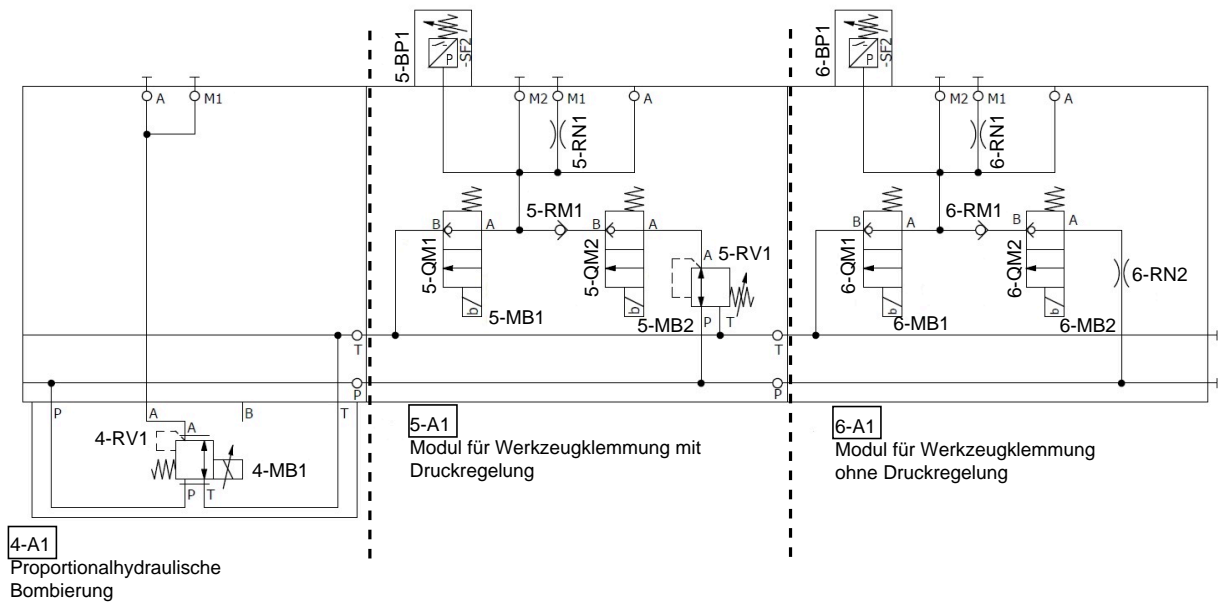 5-BP1
-SF2
P
6-BP1
-SF2
P
A
M1
M2
M1
A
M2
M1
A
5-RN1
6-RN1
B
A
5-RM1
B
A
B
A
6-RM1
B
A
5-QM1
5-QM2
A
5-RV1
6-QM1
6-QM2
6-RN2
b
5-MB1
b
5-MB2
P
T
b
6-MB1
b
6-MB2
T
T
P
P
P
A
B
T
4-RV1
A
4-MB1
P
T
5-A1
Modul für Werkzeugklemmung mit
Druckregelung
6-A1
Modul für Werkzeugklemmung
ohne Druckregelung
4-A1
Proportionalhydraulische
Bombierung